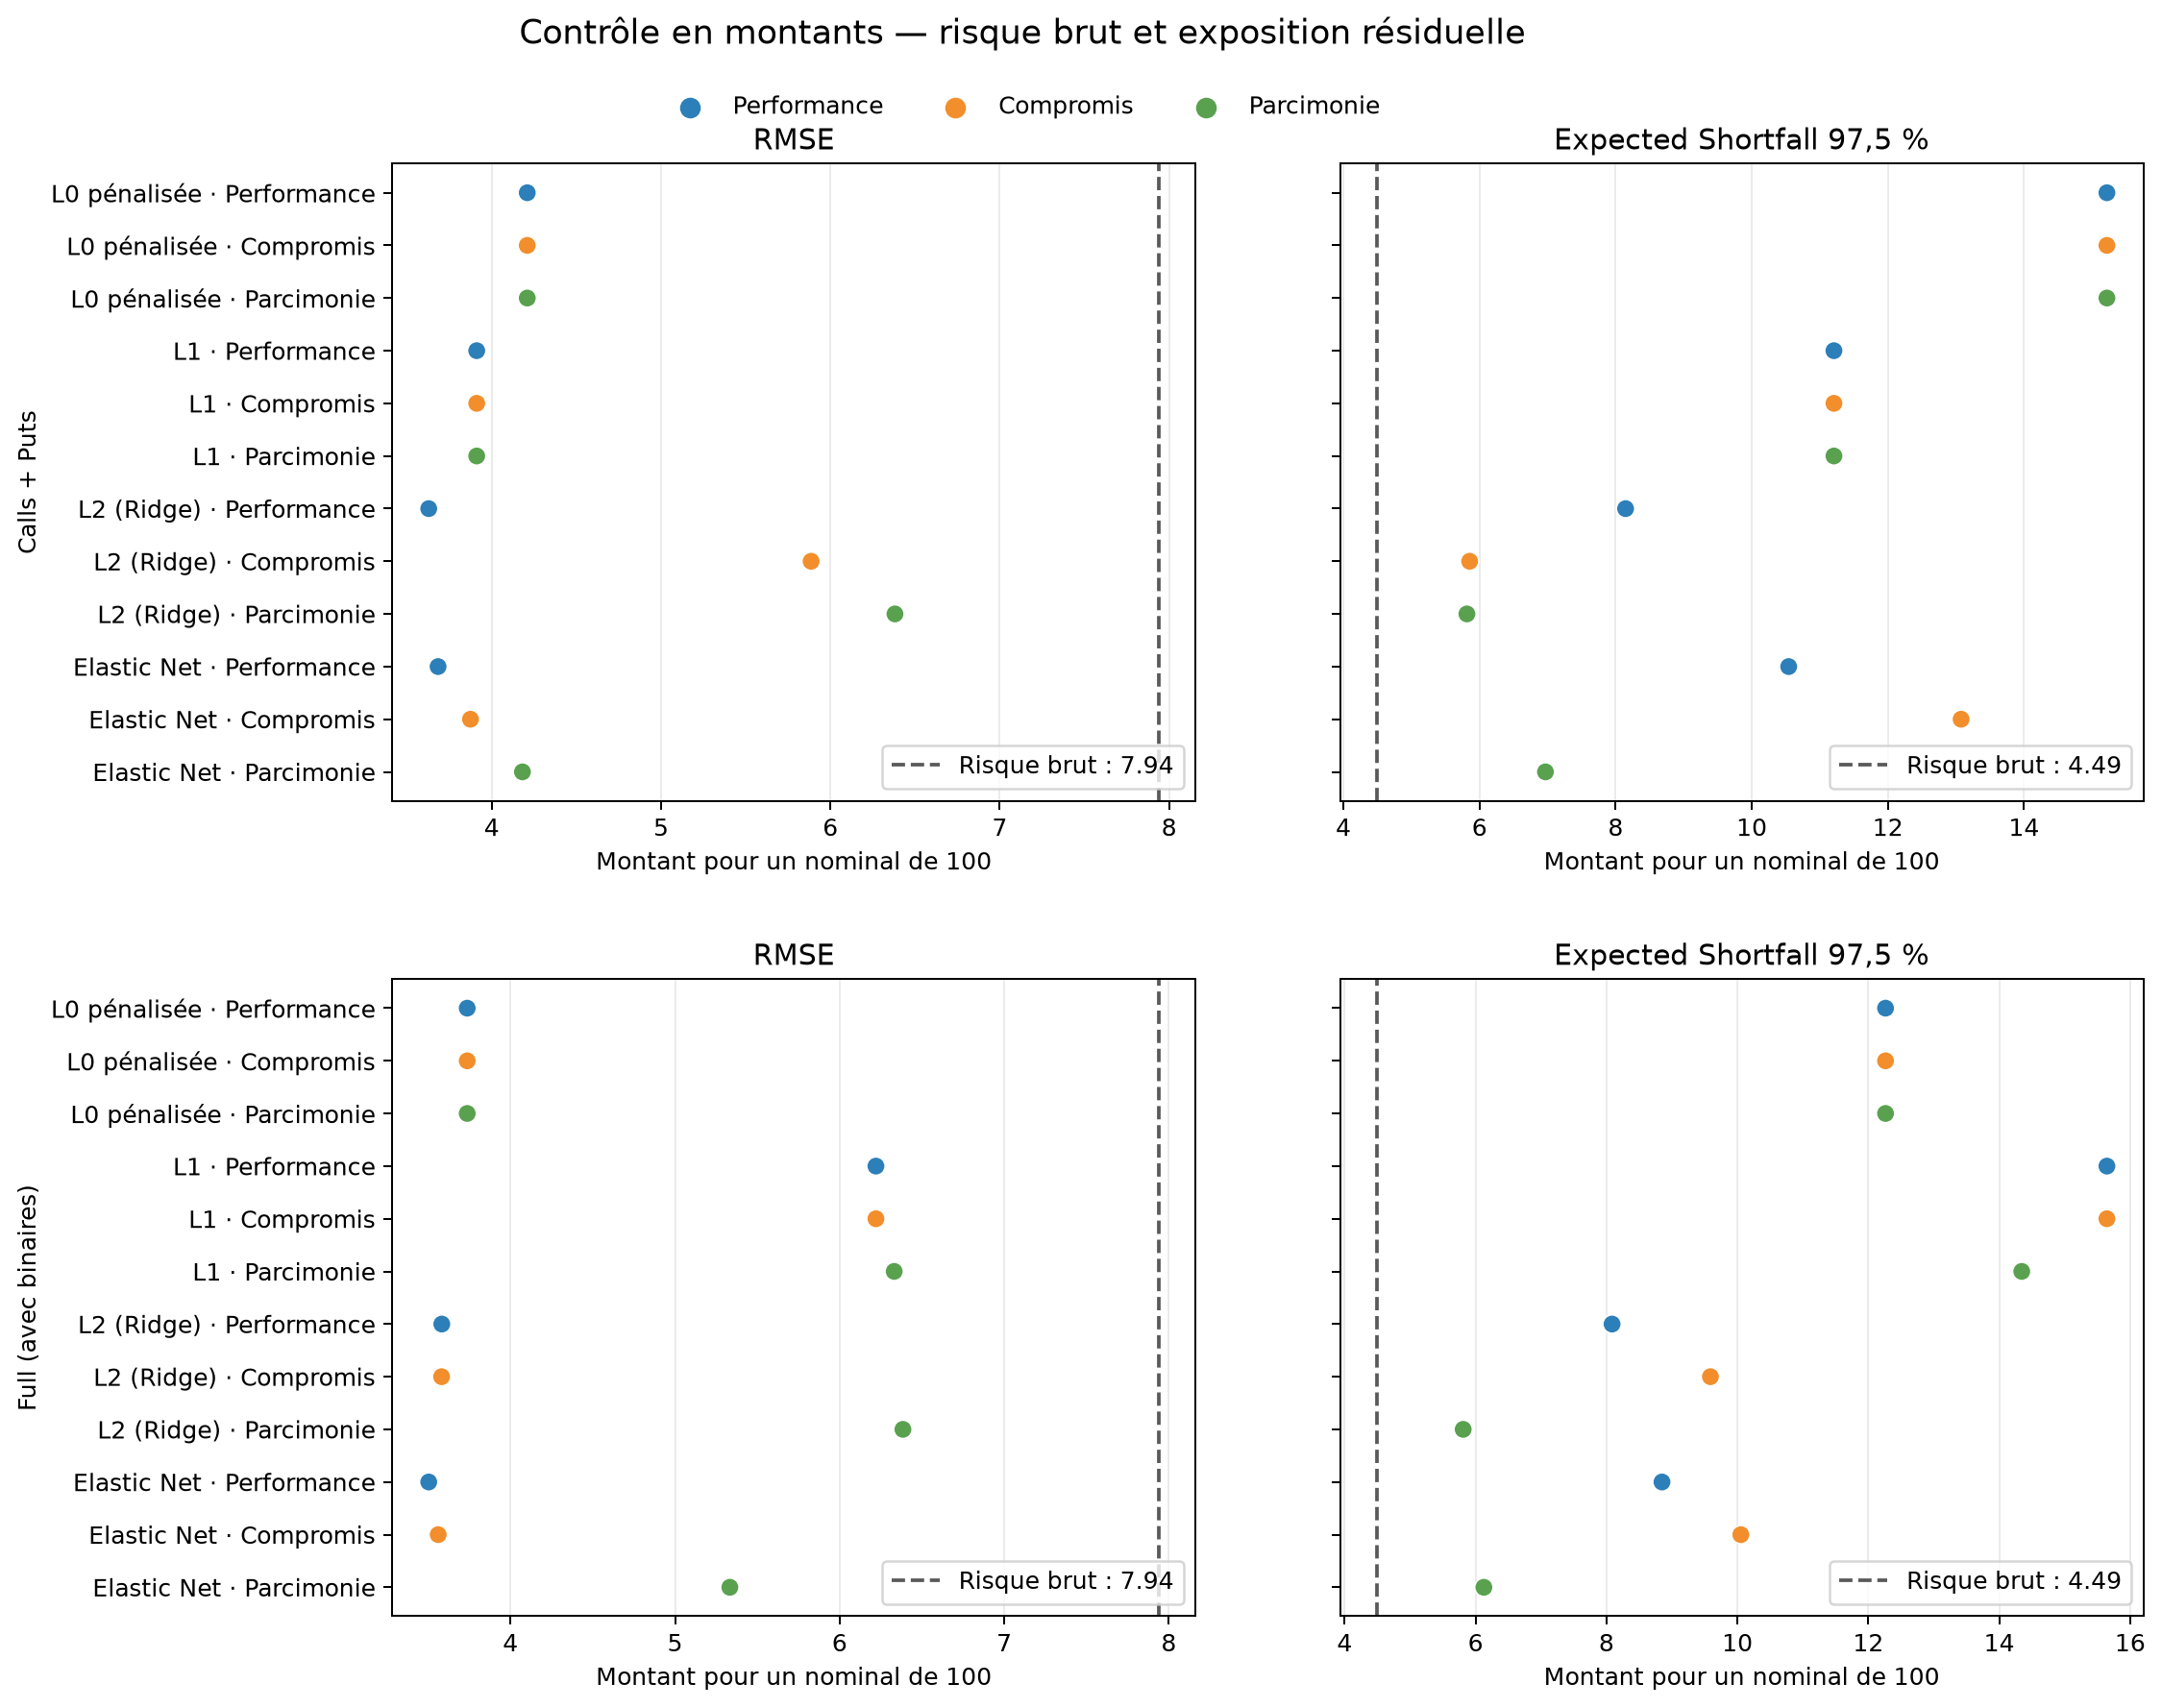 Contrôle en montants — risque brut et exposition résiduelle
Performance
Compromis
Parcimonie
RMSE
Expected Shortfall 97,5 %
Calls + Puts
L0 pénalisée · Performance
L0 pénalisée · Compromis
L0 pénalisée · Parcimonie
L1 · Performance
L1 · Compromis
L1 · Parcimonie
L2 (Ridge) · Performance
L2 (Ridge) · Compromis
L2 (Ridge) · Parcimonie
Elastic Net · Performance
Elastic Net · Compromis
Elastic Net · Parcimonie
Risque brut : 7.94
Risque brut : 4.49
4 5 6 7 8
4 6 8 10 12 14
Montant pour un nominal de 100
Montant pour un nominal de 100
RMSE
Expected Shortfall 97,5 %
Full (avec binaires)
L0 pénalisée · Performance
L0 pénalisée · Compromis
L0 pénalisée · Parcimonie
L1 · Performance
L1 · Compromis
L1 · Parcimonie
L2 (Ridge) · Performance
L2 (Ridge) · Compromis
L2 (Ridge) · Parcimonie
Elastic Net · Performance
Elastic Net · Compromis
Elastic Net · Parcimonie
Risque brut : 7.94
Risque brut : 4.49
4 5 6 7 8
4 6 8 10 12 14 16
Montant pour un nominal de 100
Montant pour un nominal de 100